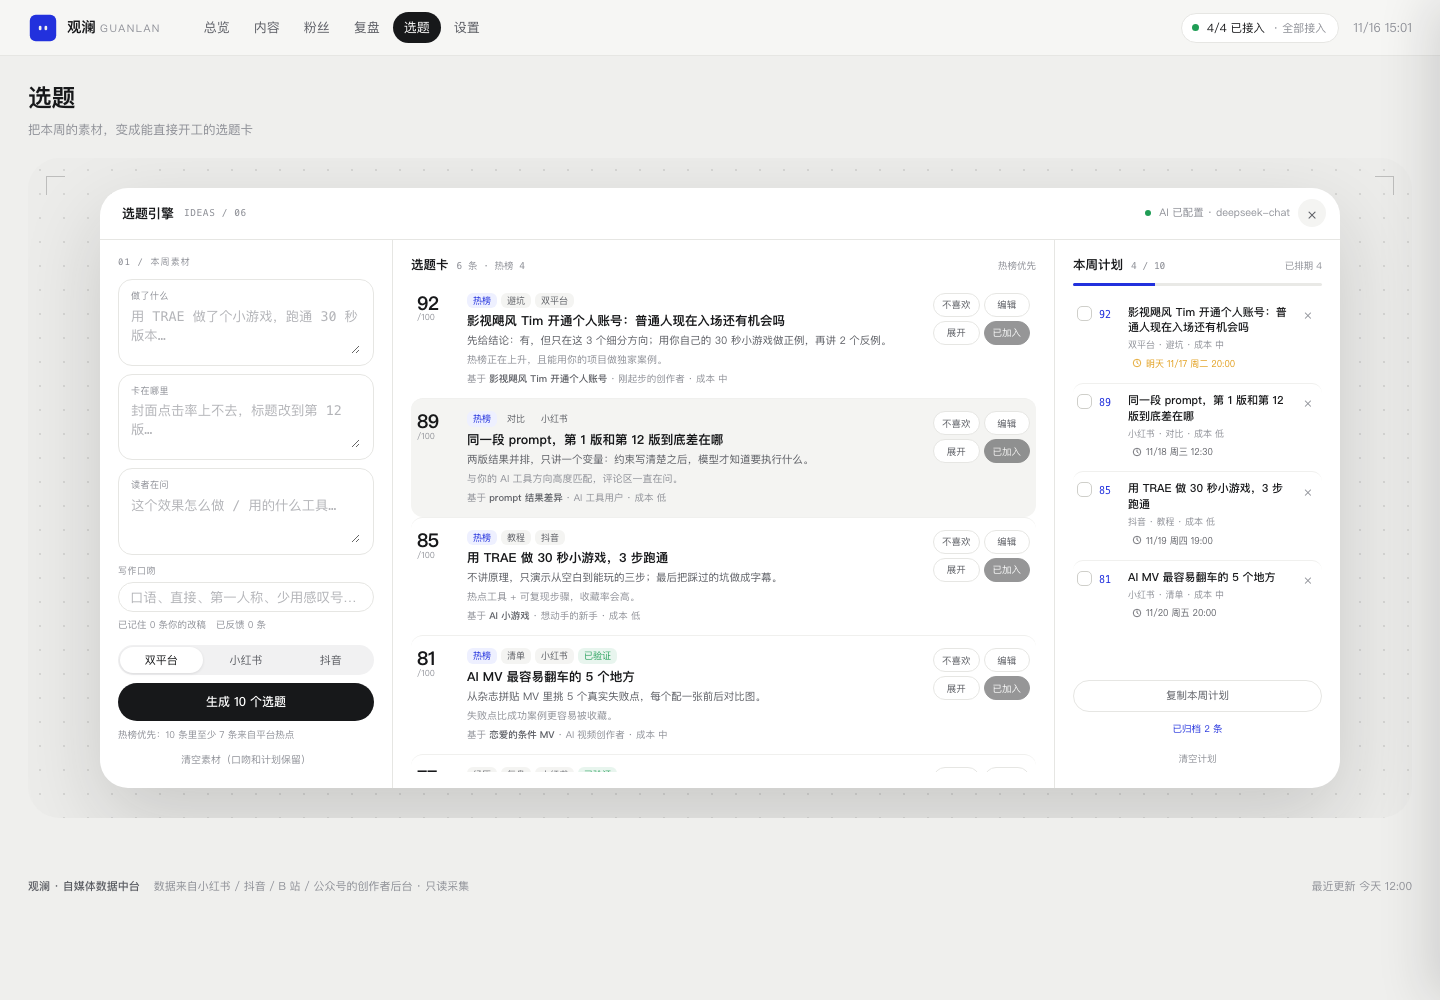 观澜 GUANLAN
总览 内容 粉丝 复盘 选题 设置
4/4 已接入 · 全部接入
11/16 15:01
选题
把本周的素材，变成能直接开工的选题卡
选题引擎 IDEAS / 06
AI 已配置 · deepseek-chat
×
01 / 本周素材
做了什么
用 TRAE 做了个小游戏，跑通 30 秒
版本…
卡在哪里
封面点击率上不去，标题改到第 12
版…
读者在问
这个效果怎么做 / 用的什么工具…
写作口吻
口语、直接、第一人称、少用感叹号…
已记住 0 条你的改稿 已反馈 0 条
双平台 小红书 抖音
生成 10 个选题
热榜优先：10 条里至少 7 条来自平台热点
清空素材（口吻和计划保留）
选题卡 6 条 · 热榜 4
热榜优先
92
/100
热榜 避坑 双平台
影视飓风 Tim 开通个人账号：普通人现在入场还有机会吗
先给结论：有，但只在这 3 个细分方向；用你自己的 30 秒小游戏做正例，再讲 2 个反例。
热榜正在上升，且能用你的项目做独家案例。
基于 影视飓风 Tim 开通个人账号 · 刚起步的创作者 · 成本 中
不喜欢 编辑
展开 已加入
89
/100
热榜 对比 小红书
同一段 prompt，第 1 版和第 12 版到底差在哪
两版结果并排，只讲一个变量：约束写清楚之后，模型才知道要执行什么。
与你的 AI 工具方向高度匹配，评论区一直在问。
基于 prompt 结果差异 · AI 工具用户 · 成本 低
不喜欢 编辑
展开 已加入
85
/100
热榜 教程 抖音
用 TRAE 做 30 秒小游戏，3 步跑通
不讲原理，只演示从空白到能玩的三步；最后把踩过的坑做成字幕。
热点工具 + 可复现步骤，收藏率会高。
基于 AI 小游戏 · 想动手的新手 · 成本 低
不喜欢 编辑
展开 已加入
81
/100
热榜 清单 小红书 已验证
AI MV 最容易翻车的 5 个地方
从杂志拼贴 MV 里挑 5 个真实失败点，每个配一张前后对比图。
失败点比成功案例更容易被收藏。
基于 恋爱的条件 MV · AI 视频创作者 · 成本 中
不喜欢 编辑
展开 已加入
本周计划 4 / 10
已排期 4
92 影视飓风 Tim 开通个人账号：普
通人现在入场还有机会吗
×
双平台 · 避坑 · 成本 中
明天 11/17 周二 20:00
89 同一段 prompt，第 1 版和第 12
版到底差在哪
×
小红书 · 对比 · 成本 低
11/18 周三 12:30
85 用 TRAE 做 30 秒小游戏，3 步
跑通
×
抖音 · 教程 · 成本 低
11/19 周四 19:00
81 AI MV 最容易翻车的 5 个地方
×
小红书 · 清单 · 成本 中
11/20 周五 20:00
复制本周计划
已归档 2 条
清空计划
观澜 · 自媒体数据中台 数据来自小红书 / 抖音 / B 站 / 公众号的创作者后台 · 只读采集
最近更新 今天 12:00